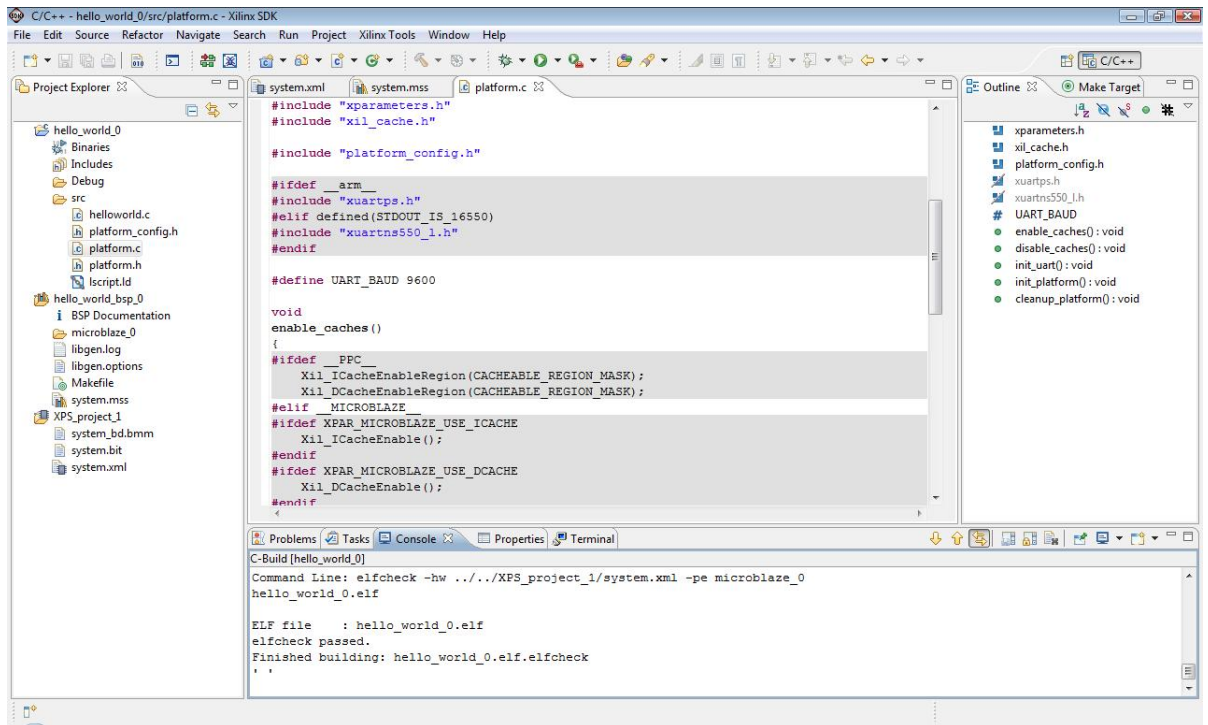 C/C++ - hello_world_0/src/platform.c - Xilinx SDK
File Edit Source Refactor Navigate Search Run Project Xilinx Tools Window Help
C/C++
Project Explorer
hello_world_0
Binaries
Includes
Debug
src
helloworld.c
platform_config.h
platform.c
platform.h
lscript.ld
hello_world_bsp_0
BSP Documentation
microblaze_0
libgen.log
libgen.options
Makefile
system.mss
XPS_project_1
system_bd.bmm
system.bit
system.xml
system.xml system.mss platform.c
#include "xparameters.h"
#include "xil_cache.h"
#include "platform_config.h"
#ifdef __arm__
#include "xuartps.h"
#elif defined(STDOUT_IS_16550)
#include "xuartns550_l.h"
#endif
#define UART_BAUD 9600
void
enable_caches()
{
#ifdef __PPC__
Xil_ICacheEnableRegion(CACHEABLE_REGION_MASK);
Xil_DCacheEnableRegion(CACHEABLE_REGION_MASK);
#elif __MICROBLAZE__
#ifdef XPAR_MICROBLAZE_USE_ICACHE
Xil_ICacheEnable();
#endif
#ifdef XPAR_MICROBLAZE_USE_DCACHE
Xil_DCacheEnable();
#endif
Outline Make Target
xparameters.h
xil_cache.h
platform_config.h
xuartps.h
xuartns550_l.h
UART_BAUD
enable_caches() : void
disable_caches() : void
init_uart() : void
init_platform() : void
cleanup_platform() : void
Problems Tasks Console Properties Terminal
C-Build [hello_world_0]
Command Line: elfcheck -hw ../../XPS_project_1/system.xml -pe microblaze_0
hello_world_0.elf
ELF file : hello_world_0.elf
elfcheck passed.
Finished building: hello_world_0.elf.elfcheck
' '